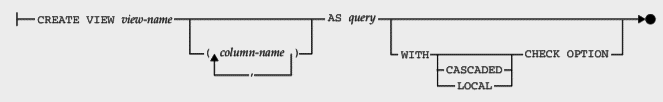 CREATE VIEW view-name AS query
( column-name )
,
WITH CHECK OPTION
CASCADED
LOCAL